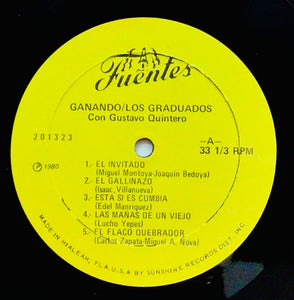 Fuentes
GANANDO/LOS GRADUADOS
Con Gustavo Quintero
201323
-A-
33 1/3 RPM
℗ 1980
1.- EL INVITADO
(Miguel Montoya-Joaquin Bedoya)
2.- EL GALLINAZO
(Isaac Villanueva)
3.- ESTA SI ES CUMBIA
(Edel Manriquez)
4.- LAS MAÑAS DE UN VIEJO
(Lucho Yepes)
5.- EL FLACO QUEBRADOR
(Carlos Zapata-Miguel A. Nova)
MADE IN HIALEAH, FLA. U.S.A BY SUNSHINE RECORDS DIST. INC